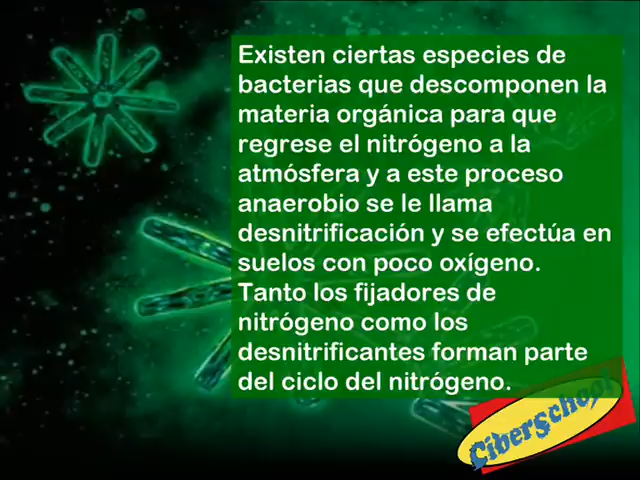 Existen ciertas especies de
bacterias que descomponen la
materia orgánica para que
regrese el nitrógeno a la
atmósfera y a este proceso
anaerobio se le llama
desnitrificación y se efectúa en
suelos con poco oxígeno.
Tanto los fijadores de
nitrógeno como los
desnitrificantes forman parte
del ciclo del nitrógeno.
Ciberschool